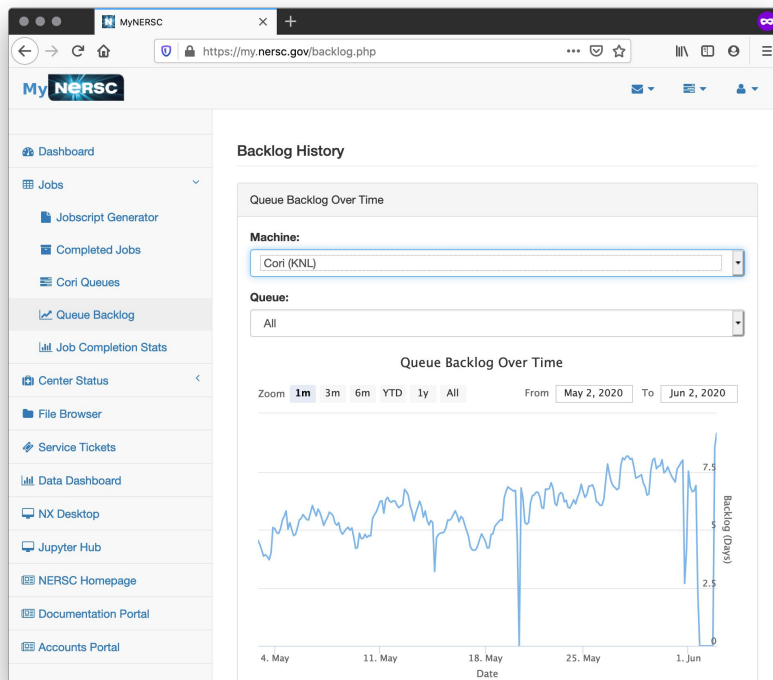 MyNERSC
https://my.nersc.gov/backlog.php
My NERSC
Dashboard
Jobs
Jobscript Generator
Completed Jobs
Cori Queues
Queue Backlog
Job Completion Stats
Center Status
File Browser
Service Tickets
Data Dashboard
NX Desktop
Jupyter Hub
NERSC Homepage
Documentation Portal
Accounts Portal
Backlog History
Queue Backlog Over Time
Machine:
Cori (KNL)
Queue:
All
Queue Backlog Over Time
Zoom 1m 3m 6m YTD 1y All From May 2, 2020 To Jun 2, 2020
7.5
5
2.5
0
Backlog (Days)
4. May 11. May 18. May 25. May 1. Jun
Date